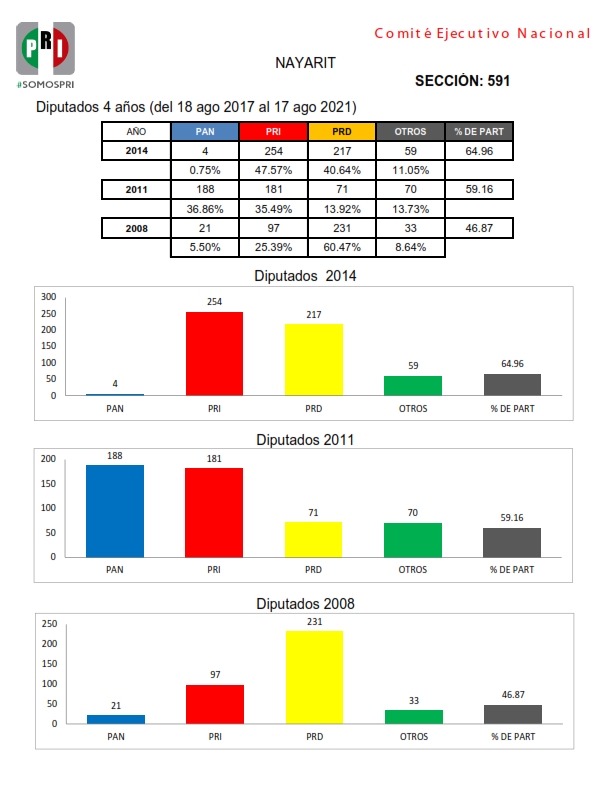 Comité Ejecutivo Nacional
PRI
#SOMOSPRI
NAYARIT
SECCIÓN: 591
Diputados 4 años (del 18 ago 2017 al 17 ago 2021)
AÑO PAN PRI PRD OTROS % DE PART
2014 4 254 217 59 64.96
0.75% 47.57% 40.64% 11.05%
2011 188 181 71 70 59.16
36.86% 35.49% 13.92% 13.73%
2008 21 97 231 33 46.87
5.50% 25.39% 60.47% 8.64%
Diputados 2014
300
250
200
150
100
50
0
4 254 217 59 64.96
PAN PRI PRD OTROS % DE PART
Diputados 2011
200
150
100
50
0
188 181 71 70 59.16
PAN PRI PRD OTROS % DE PART
Diputados 2008
250
200
150
100
50
0
21 97 231 33 46.87
PAN PRI PRD OTROS % DE PART